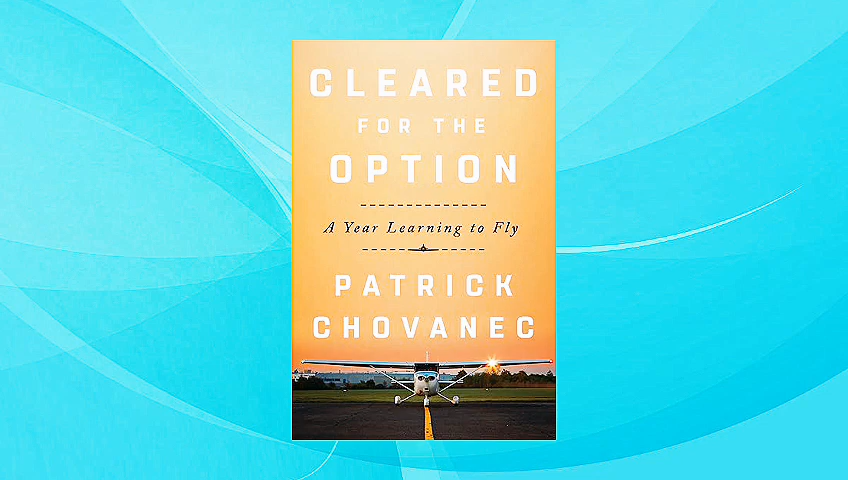 CLEARED
FOR THE
OPTION
A Year Learning to Fly
PATRICK
CHOVANEC